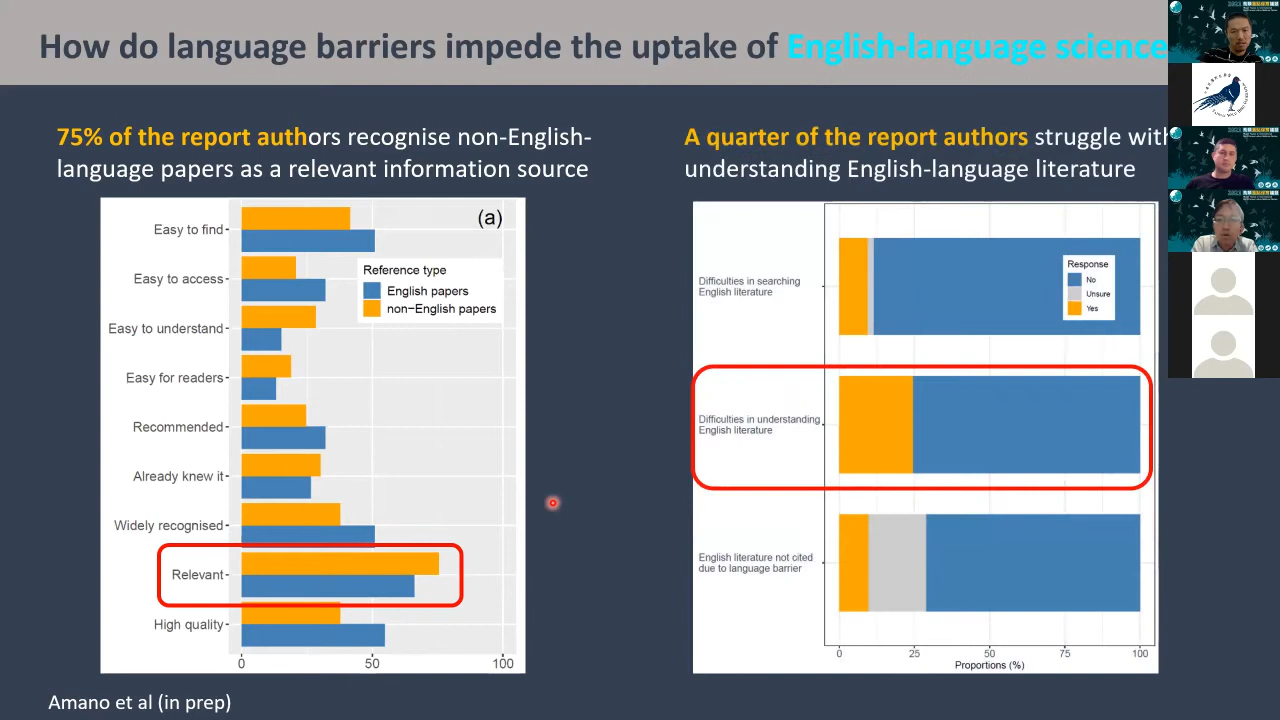 How do language barriers impede the uptake of English-language science
75% of the report authors recognise non-English-
language papers as a relevant information source
(a)
Easy to find
Easy to access
Easy to understand
Easy for readers
Recommended
Already knew it
Widely recognised
Relevant
High quality
Reference type
English papers
non−English papers
0
50
100
A quarter of the report authors struggle with
understanding English-language literature
Difficulties in searching
English literature
Difficulties in understanding
English literature
English literature not cited
due to language barrier
Response
No
Unsure
Yes
0
25
50
75
100
Proportions (%)
Amano et al (in prep)